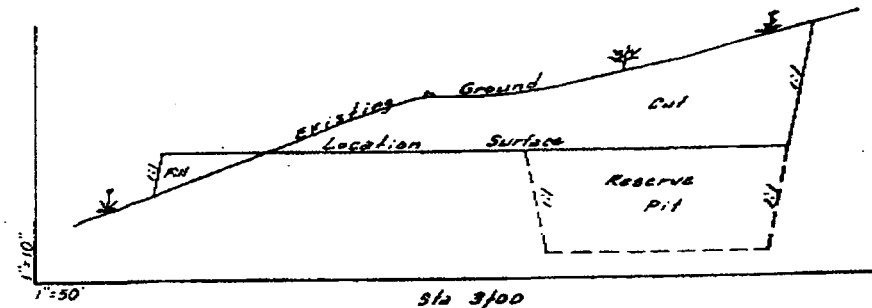 Existing Ground
Cut
Location Surface
Fill
Reserve
Pit
1"=10'
1"=50'
Sta 3+00